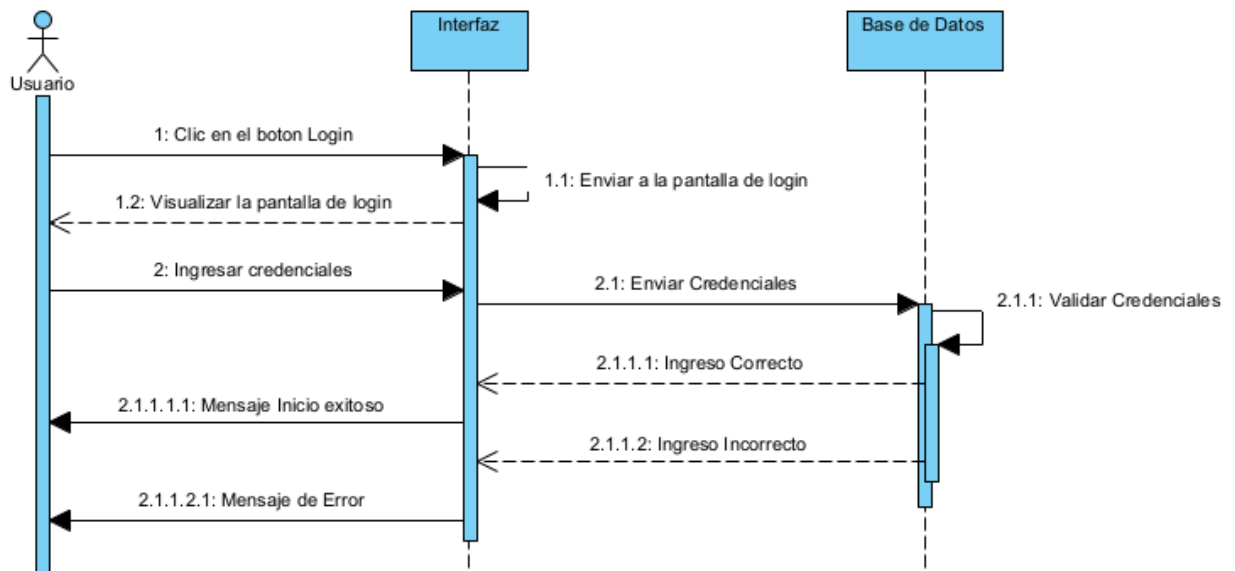 Usuario
Interfaz
Base de Datos
1: Clic en el boton Login
1.1: Enviar a la pantalla de login
1.2: Visualizar la pantalla de login
2: Ingresar credenciales
2.1: Enviar Credenciales
2.1.1: Validar Credenciales
2.1.1.1: Ingreso Correcto
2.1.1.1.1: Mensaje Inicio exitoso
2.1.1.2: Ingreso Incorrecto
2.1.1.2.1: Mensaje de Error